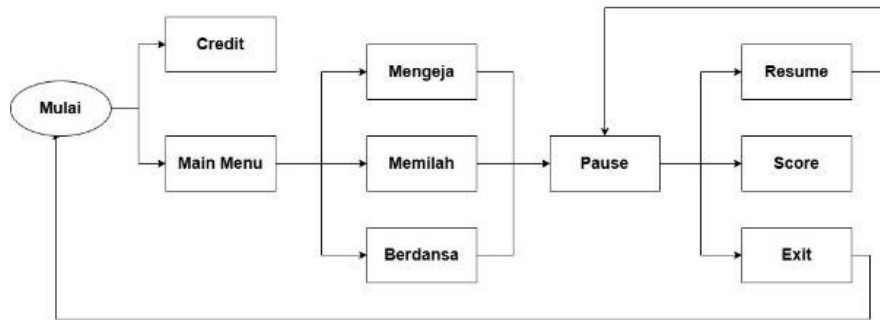 Credit
Mulai
Main Menu
Mengeja
Memilah
Berdansa
Pause
Resume
Score
Exit